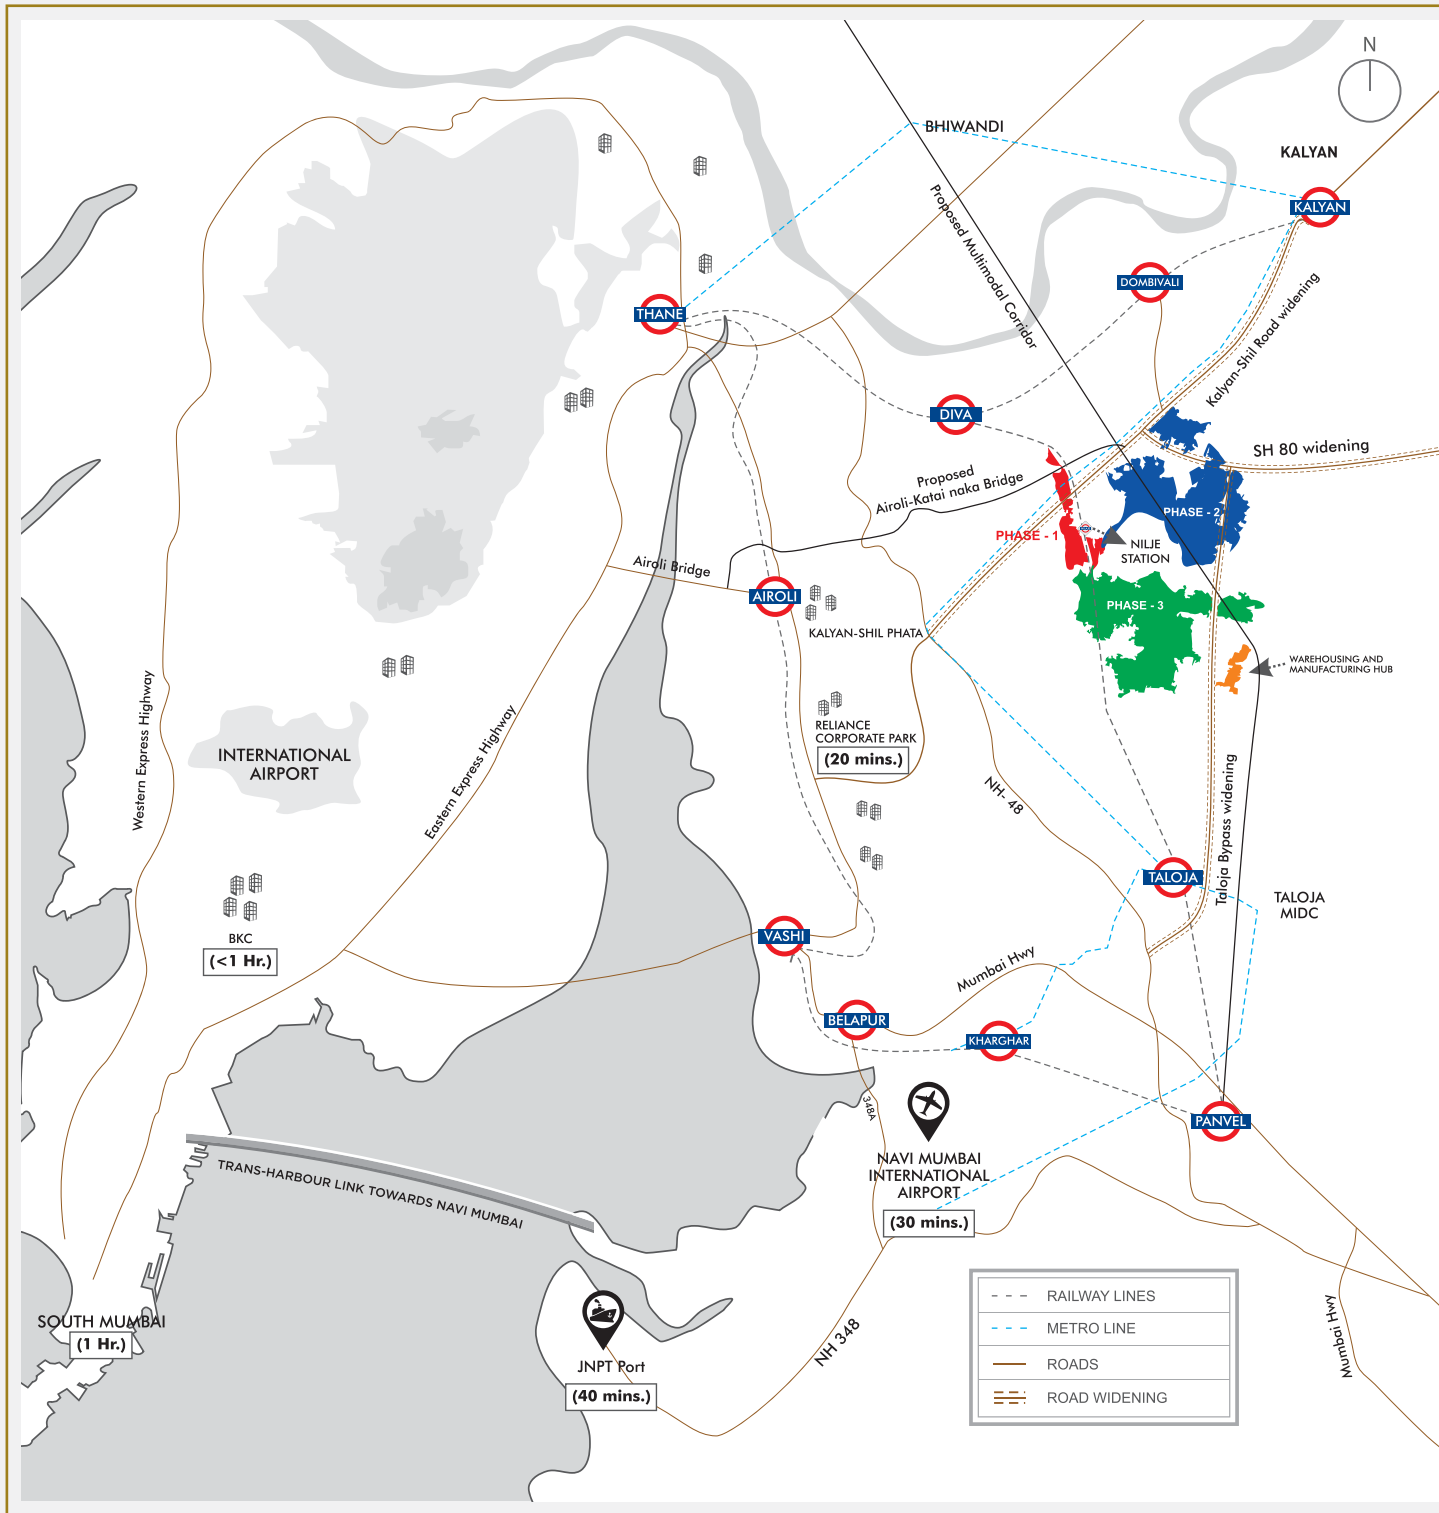 N
BHIWANDI
KALYAN
KALYAN
Proposed Multimodal Corridor
DOMBIVALI
THANE
Kalyan-Shil Road widening
DIVA
SH 80 widening
Proposed
Airoli-Katai naka Bridge
PHASE - 2
PHASE - 1
NILJE
STATION
Airoli Bridge
AIROLI
PHASE - 3
KALYAN-SHIL PHATA
WAREHOUSING AND
MANUFACTURING HUB
Western Express Highway
Eastern Express Highway
RELIANCE
CORPORATE PARK
(20 mins.)
INTERNATIONAL
AIRPORT
NH- 48
Taloja Bypass widening
TALOJA
TALOJA
MIDC
BKC
(<1 Hr.)
VASHI
Mumbai Hwy
BELAPUR
KHARGHAR
348A
PANVEL
NAVI MUMBAI
INTERNATIONAL
AIRPORT
(30 mins.)
TRANS-HARBOUR LINK TOWARDS NAVI MUMBAI
SOUTH MUMBAI
(1 Hr.)
JNPT Port
(40 mins.)
NH 348
Mumbai Hwy
RAILWAY LINES
METRO LINE
ROADS
ROAD WIDENING